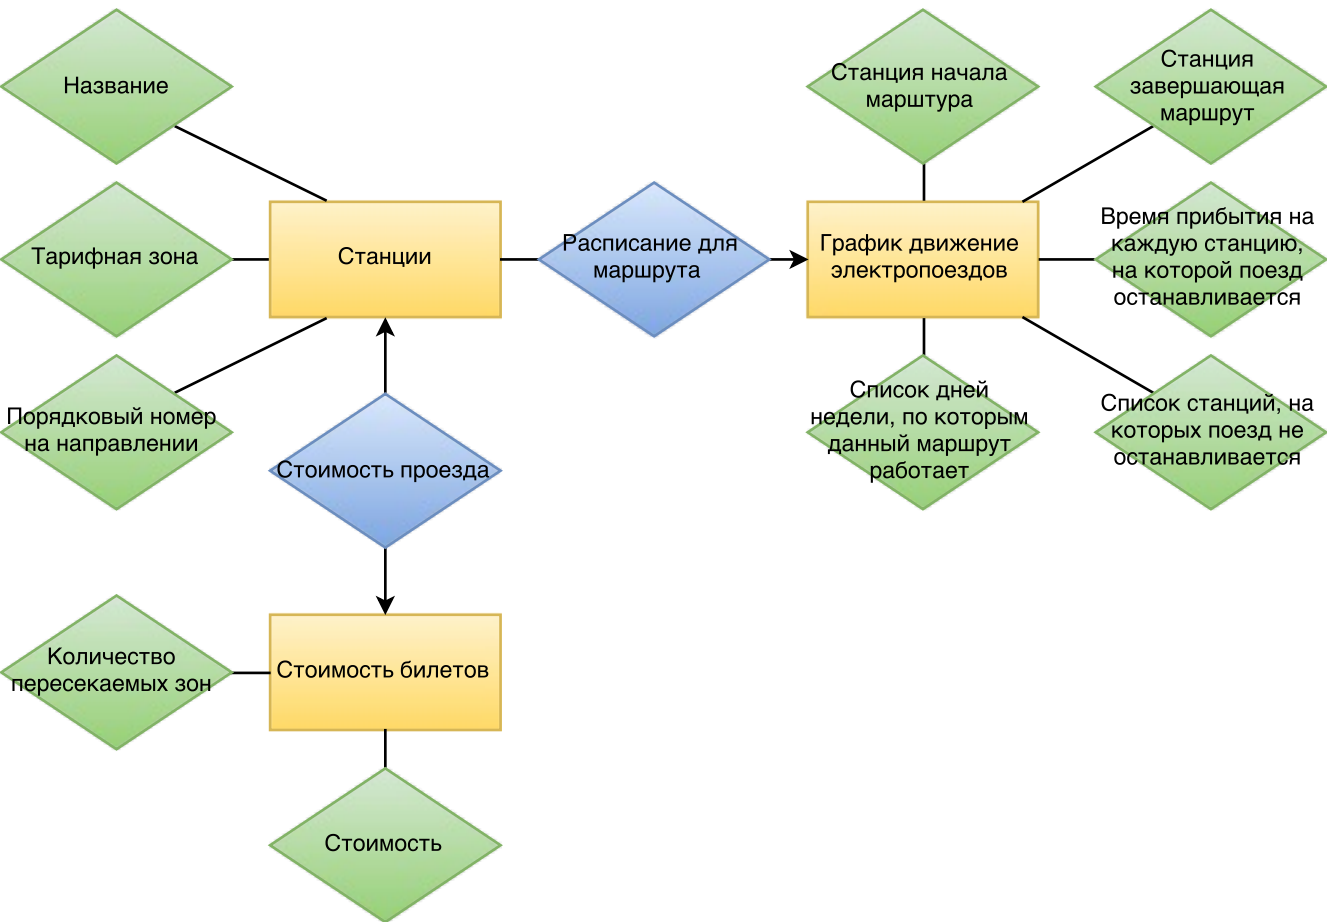 Название
Станция начала
марштура
Станция
завершающая
маршрут
Тарифная зона
Станции
Расписание для
маршрута
График движение
электропоездов
Время прибытия на
каждую станцию,
на которой поезд
останавливается
Порядковый номер
на направлении
Стоимость проезда
Список дней
недели, по которым
данный маршрут
работает
Список станций, на
которых поезд не
останавливается
Количество
пересекаемых зон
Стоимость билетов
Стоимость